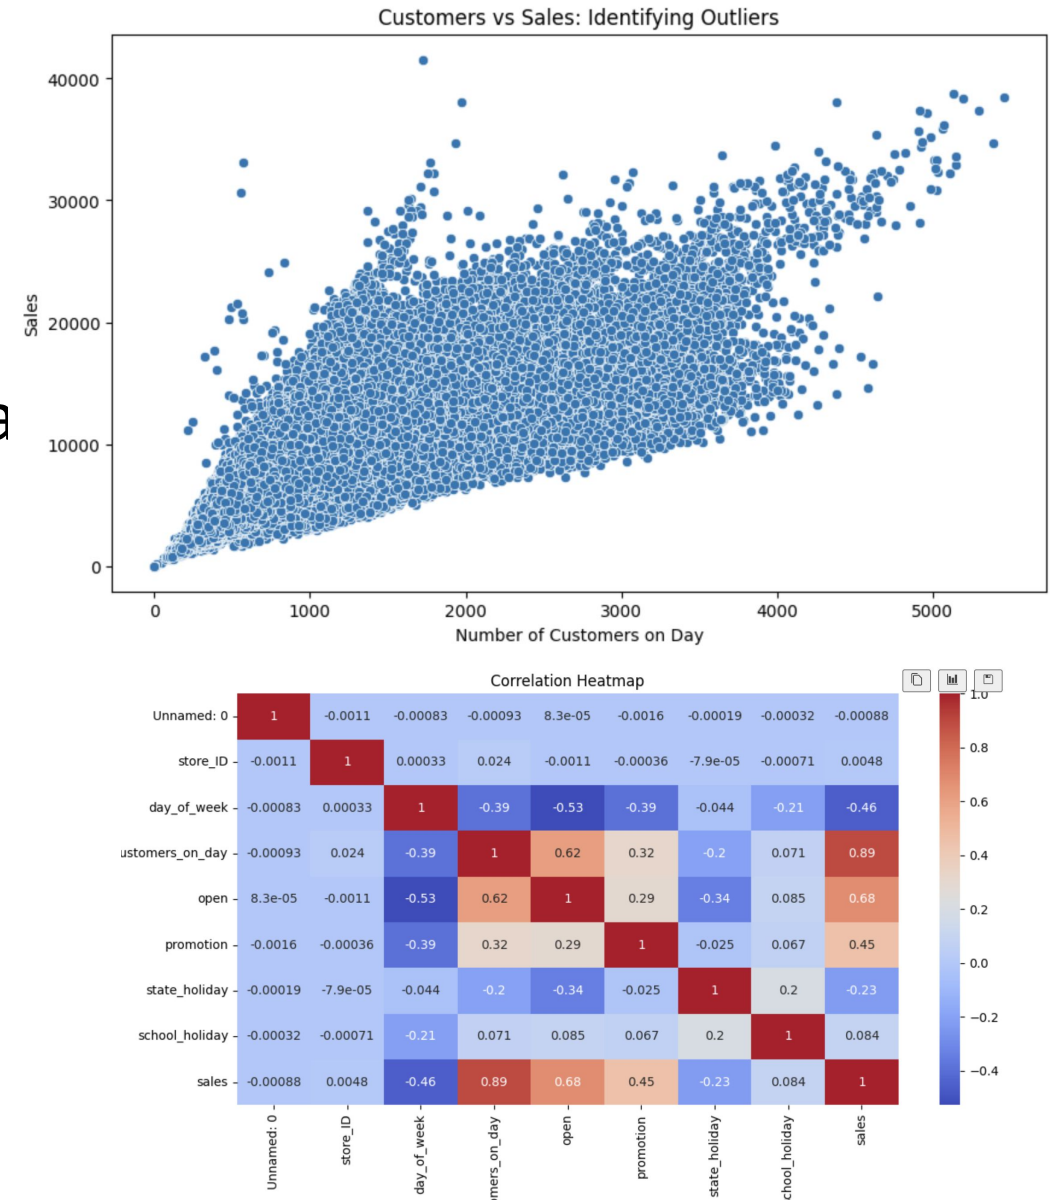 Customers vs Sales: Identifying Outliers
40000
30000
20000
10000
0
Sales
0 1000 2000 3000 4000 5000
Number of Customers on Day
a
Correlation Heatmap
Unnamed: 0 1 -0.0011 -0.00083 -0.00093 8.3e-05 -0.0016 -0.00019 -0.00032 -0.00088
store_ID -0.0011 1 0.00033 0.024 -0.0011 -0.00036 -7.9e-05 -0.00071 0.0048
day_of_week -0.00083 0.00033 1 -0.39 -0.53 -0.39 -0.044 -0.21 -0.46
ustomers_on_day -0.00093 0.024 -0.39 1 0.62 0.32 -0.2 0.071 0.89
open 8.3e-05 -0.0011 -0.53 0.62 1 0.29 -0.34 0.085 0.68
promotion -0.0016 -0.00036 -0.39 0.32 0.29 1 -0.025 0.067 0.45
state_holiday -0.00019 -7.9e-05 -0.044 -0.2 -0.34 -0.025 1 0.2 -0.23
school_holiday -0.00032 -0.00071 -0.21 0.071 0.085 0.067 0.2 1 0.084
sales -0.00088 0.0048 -0.46 0.89 0.68 0.45 -0.23 0.084 1
Unnamed: 0 store_ID day_of_week mers_on_day open promotion state_holiday chool_holiday sales
1.0
0.8
0.6
0.4
0.2
0.0
−0.2
−0.4